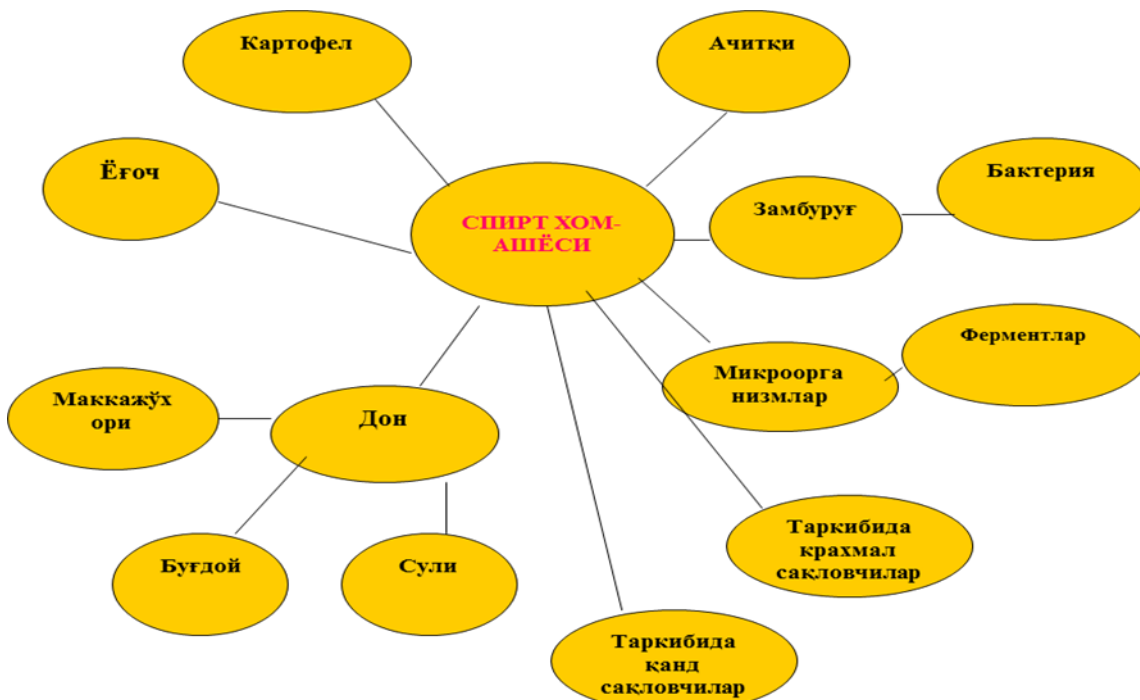 Картофел
Ачитқи
Ёғоч
Бактерия
Замбуруғ
СПИРТ ХОМ-
АШЁСИ
Ферментлар
Микроорга
низмлар
Маккажўх
ори
Дон
Таркибида
крахмал
сақловчилар
Буғдой
Сули
Таркибида
қанд
сақловчилар